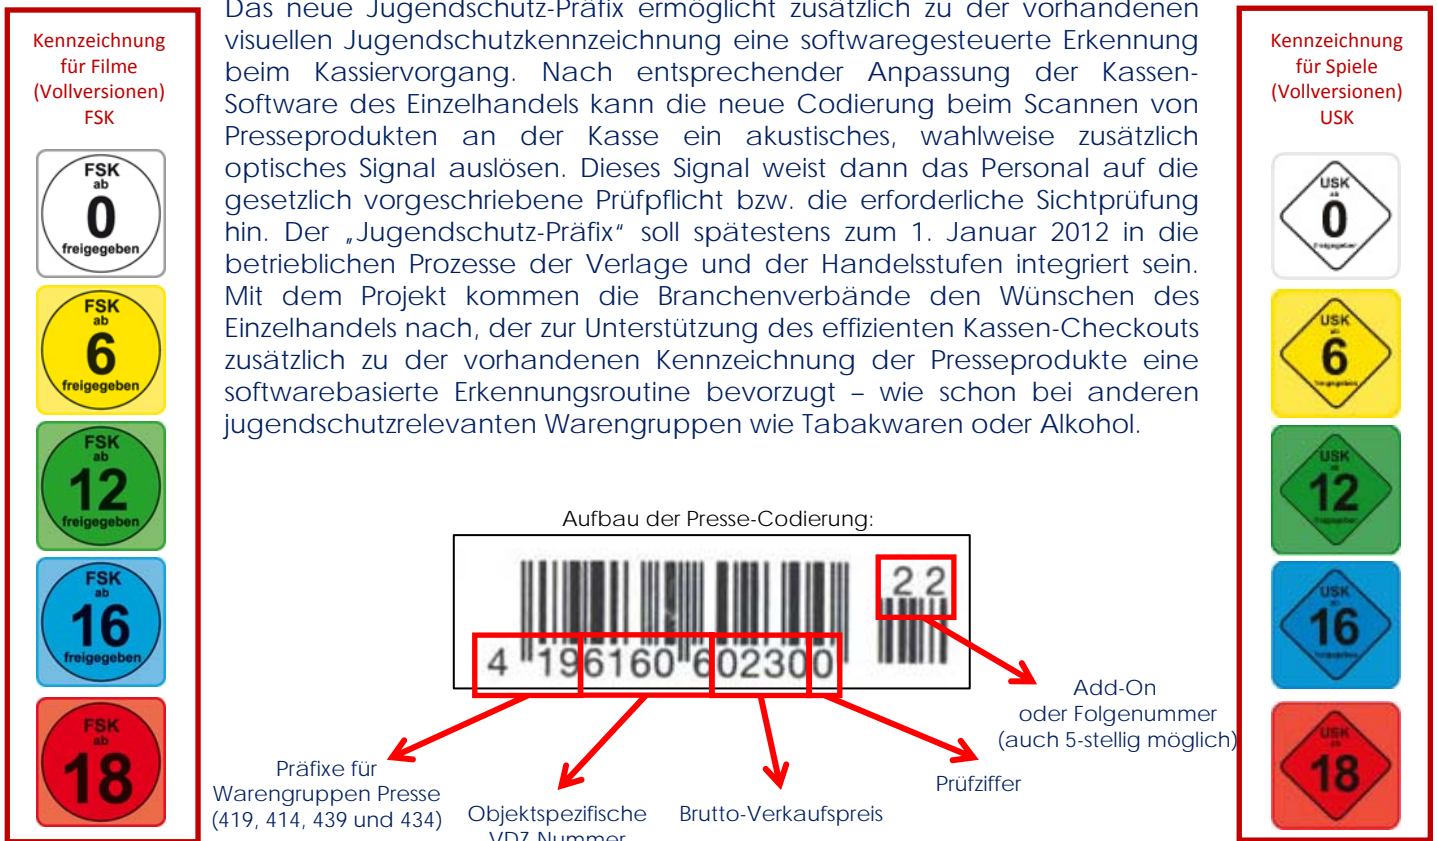 Kennzeichnung
für Filme
(Vollversionen)
FSK
FSK
ab
0
freigegeben
FSK
ab
6
freigegeben
FSK
ab
12
freigegeben
FSK
ab
16
freigegeben
FSK
ab
18
Das neue Jugendschutz-Präfix ermöglicht zusätzlich zu der vorhandenen
visuellen Jugendschutzkennzeichnung eine softwaregesteuerte Erkennung
beim Kassiervorgang. Nach entsprechender Anpassung der Kassen-
Software des Einzelhandels kann die neue Codierung beim Scannen von
Presseprodukten an der Kasse ein akustisches, wahlweise zusätzlich
optisches Signal auslösen. Dieses Signal weist dann das Personal auf die
gesetzlich vorgeschriebene Prüfpflicht bzw. die erforderliche Sichtprüfung
hin. Der „Jugendschutz-Präfix“ soll spätestens zum 1. Januar 2012 in die
betrieblichen Prozesse der Verlage und der Handelsstufen integriert sein.
Mit dem Projekt kommen die Branchenverbände den Wünschen des
Einzelhandels nach, der zur Unterstützung des effizienten Kassen-Checkouts
zusätzlich zu der vorhandenen Kennzeichnung der Presseprodukte eine
softwarebasierte Erkennungsroutine bevorzugt – wie schon bei anderen
jugendschutzrelevanten Warengruppen wie Tabakwaren oder Alkohol.
Aufbau der Presse-Codierung:
22
4 196160 602300
Präfixe für
Warengruppen Presse
(419, 414, 439 und 434)
Objektspezifische
VDZ-Nummer
Brutto-Verkaufspreis
Prüfziffer
Add-On
oder Folgenummer
(auch 5-stellig möglich)
Kennzeichnung
für Spiele
(Vollversionen)
USK
USK
ab
0
freigegeben
USK
ab
6
freigegeben
USK
ab
12
freigegeben
USK
16
USK
18